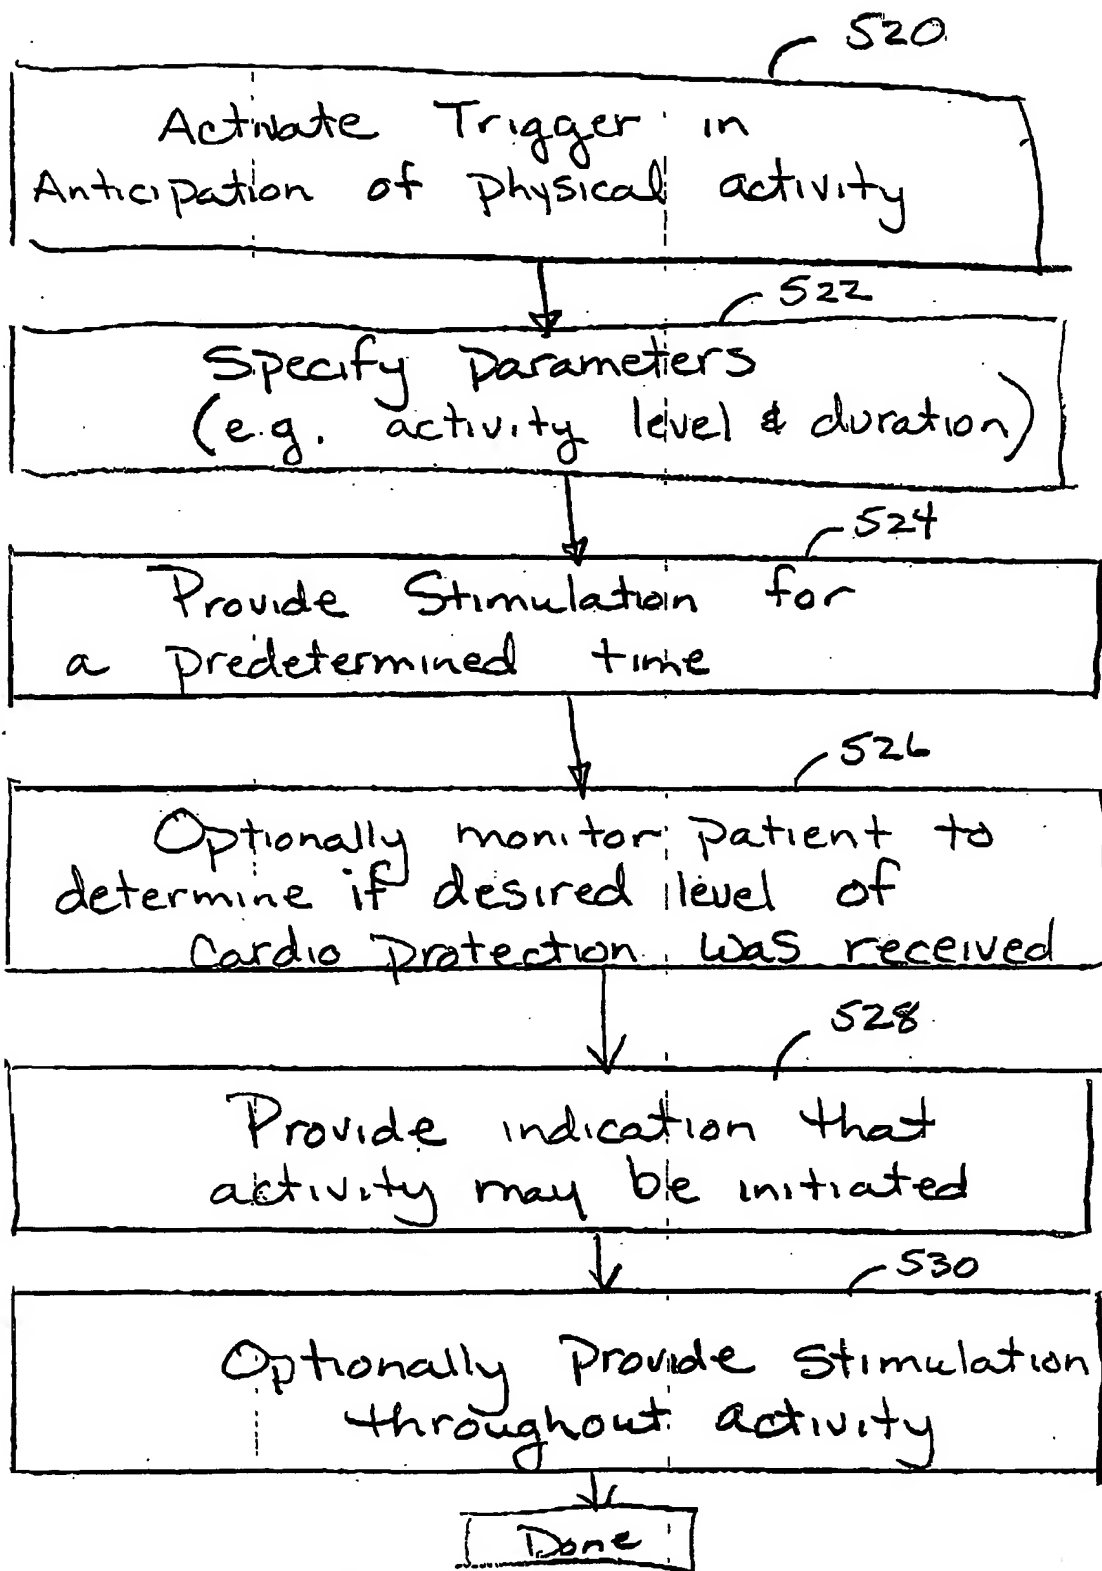 520
Activate Trigger in
Anticipation of physical activity
522
Specify Parameters
(e.g. activity level & duration)
524
Provide Stimulation for
a predetermined time
526
Optionally monitor patient to
determine if desired level of
Cardio protection was received
528
Provide indication that
activity may be initiated
530
Optionally Provide Stimulation
throughout activity
Done